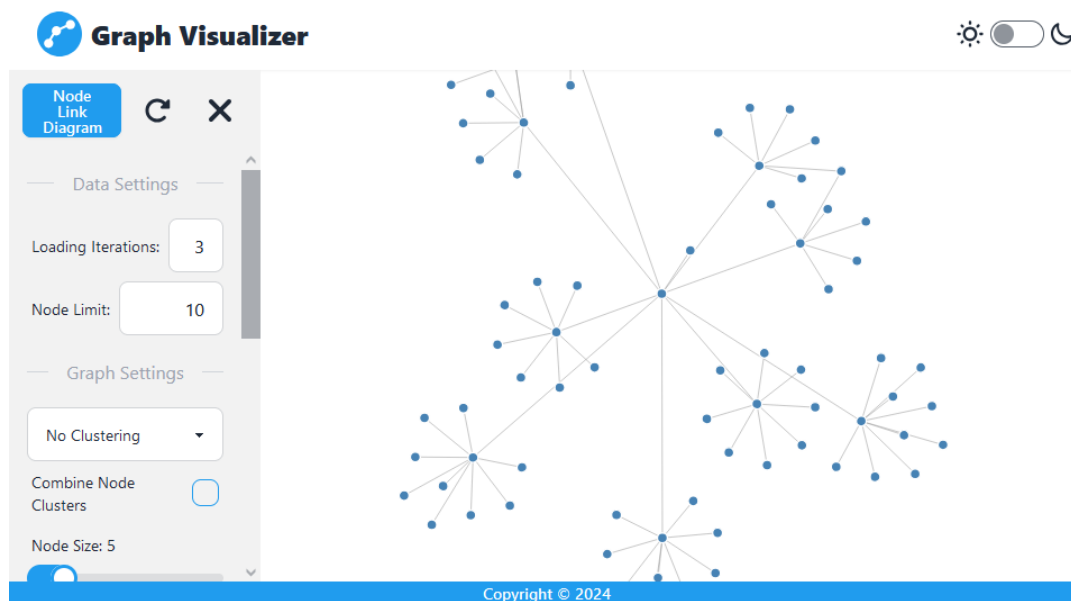 Graph Visualizer
Node
Link
Diagram
Data Settings
Loading Iterations: 3
Node Limit: 10
Graph Settings
No Clustering
Combine Node
Clusters
Node Size: 5
Copyright © 2024